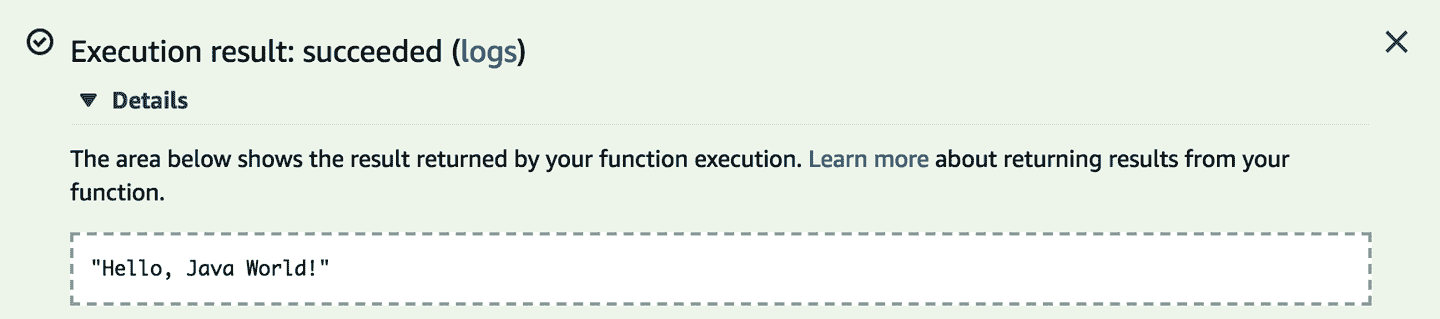 Execution result: succeeded (logs)
Details
The area below shows the result returned by your function execution. Learn more about returning results from your
function.
"Hello, Java World!"